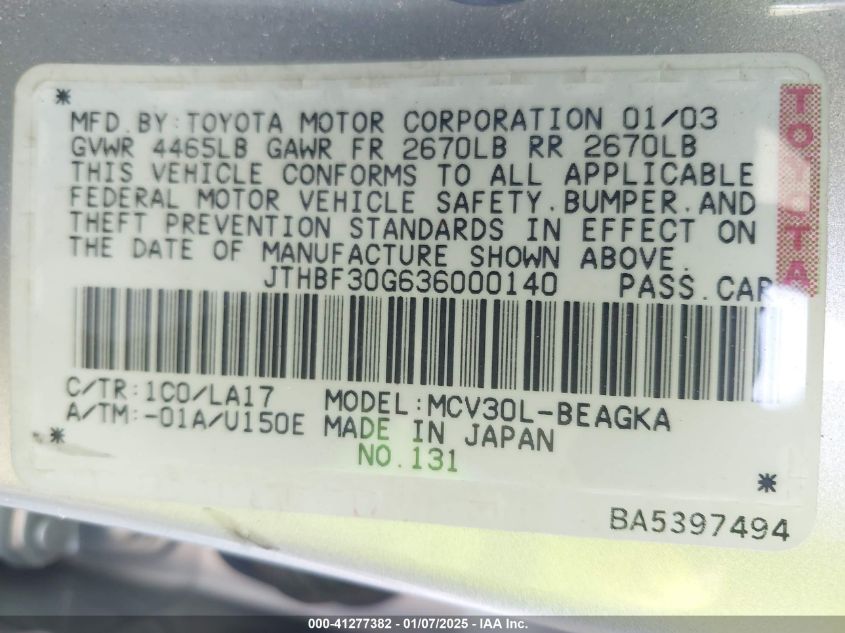 MFD.BY:TOYOTA MOTOR CORPORATION 01/03
GVWR 4465LB GAWR FR 2670LB RR 2670LB
THIS VEHICLE CONFORMS TO ALL APPLICABLE
FEDERAL MOTOR VEHICLE SAFETY.BUMPER.AND
THEFT PREVENTION STANDARDS IN EFFECT ON
THE DATE OF MANUFACTURE SHOWN ABOVE.
JTHBF30G636000140 PASS.CAR
C/TR:1C0/LA17 MODEL:MCV30L-BEAGKA
A/TM:-01A/U150E MADE IN JAPAN
NO.131
BA5397494
TOYOTA
000-41277382 / 01/07/2025 - IAA Inc.